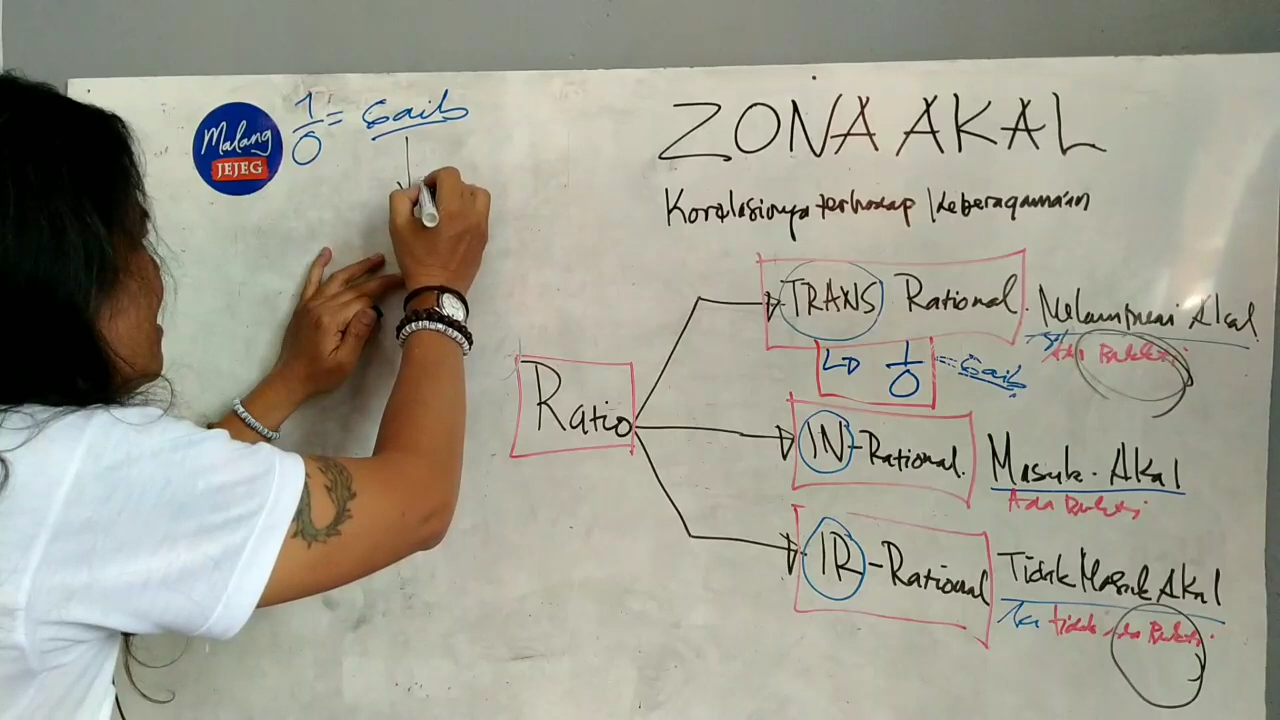 Malang
JEJEG
1/0 = Gaib
ZONA AKAL
Korelasinya terhadap Keberagamaan
TRANS Rational. Melampaui Akal
Ada Bukti
1/0 = Gaib
Ratio
IN-Rational. Masuk Akal
Ada Bukti
IR-Rational Tidak Masuk Akal
tidak ada Bukti.